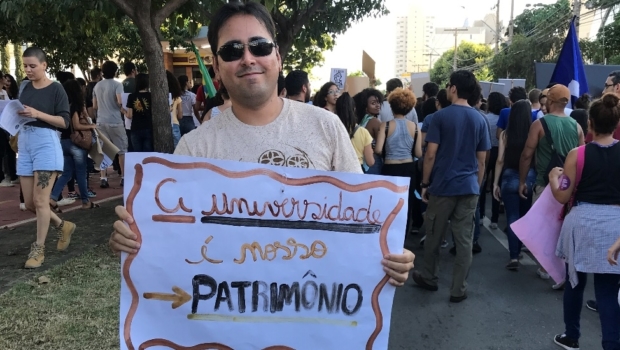 A universidade
é nosso
→ PATRIMÔNIO